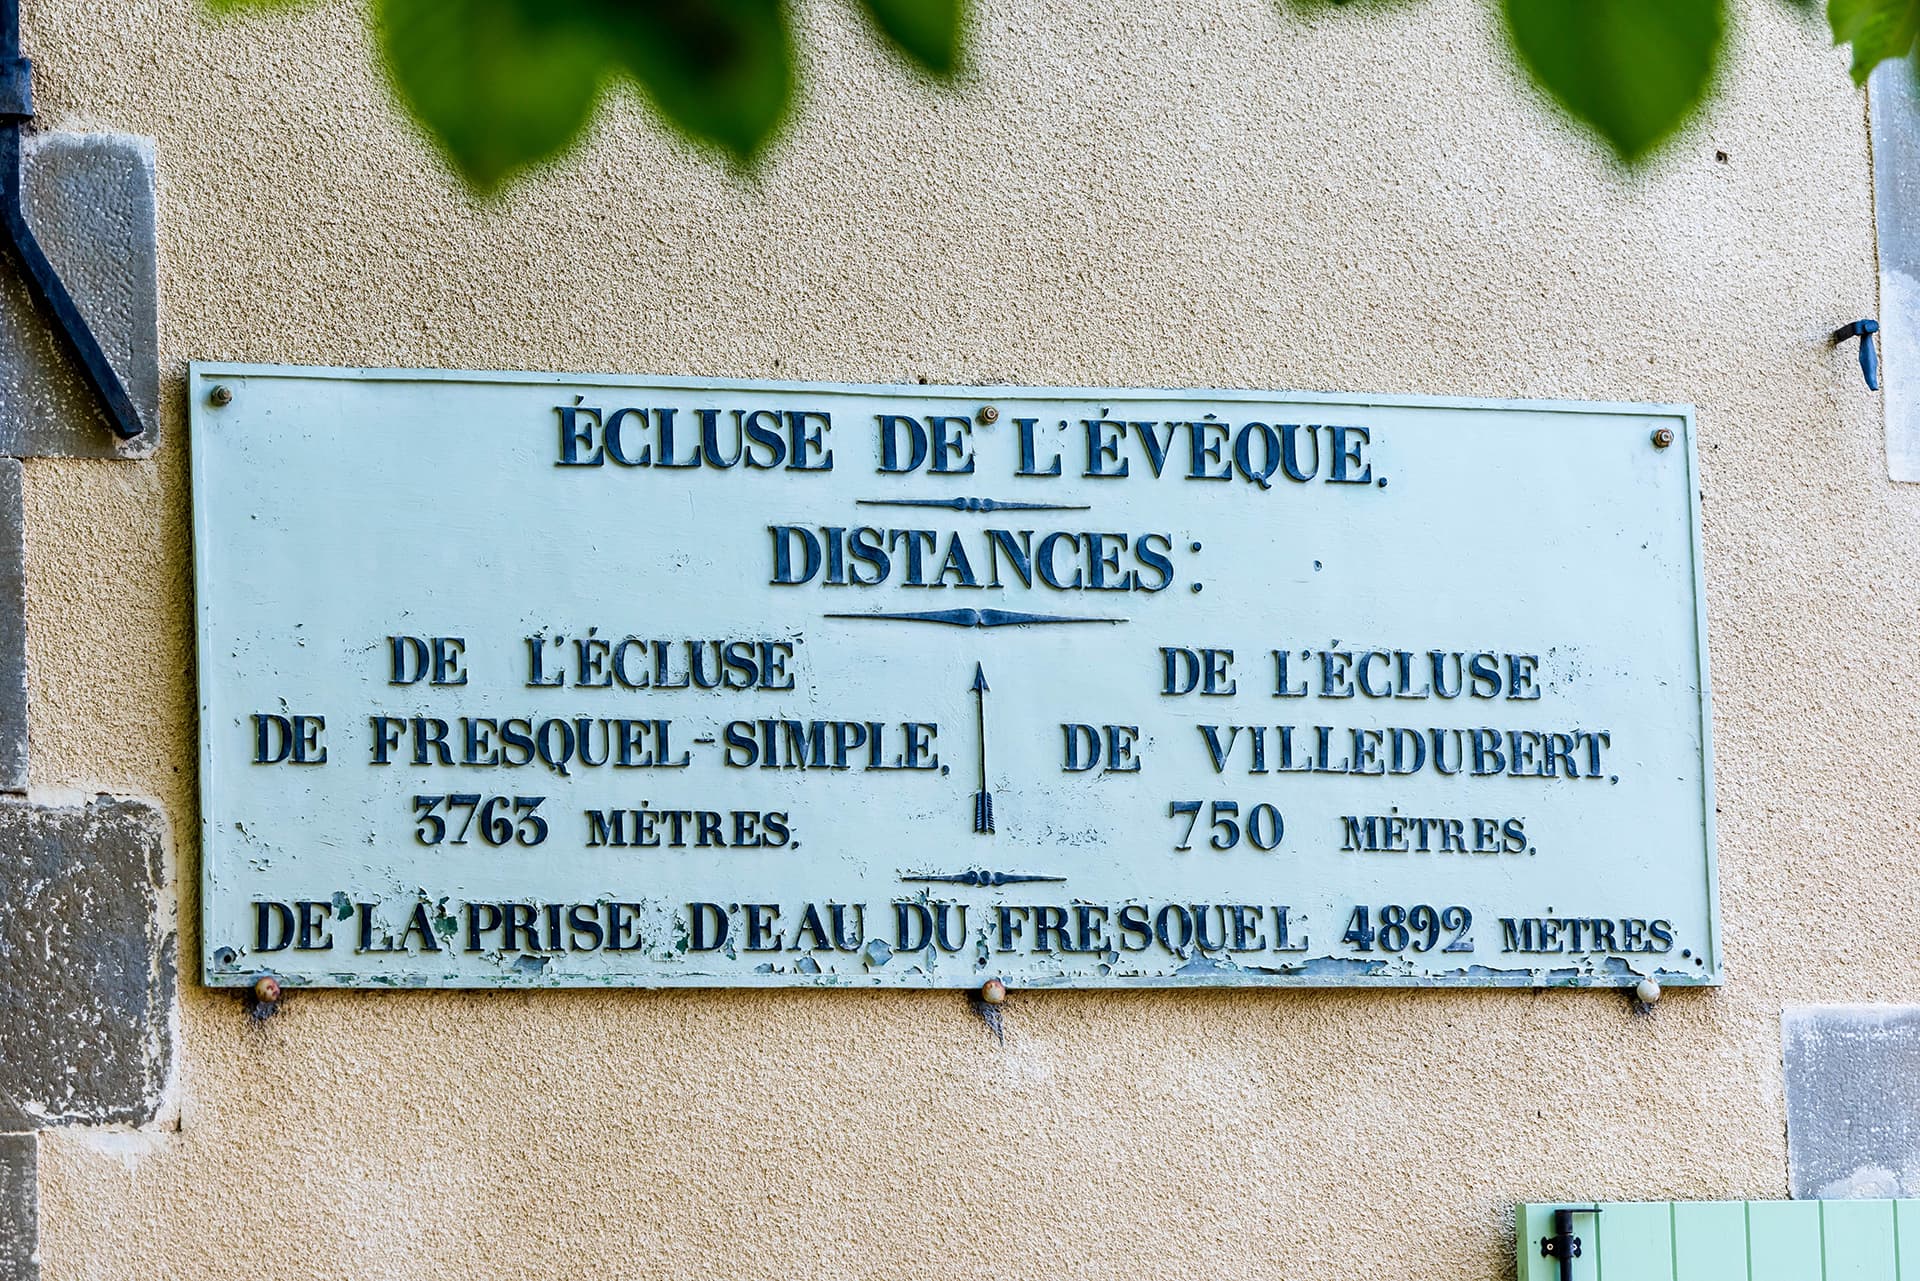 ÉCLUSE DE L'ÉVÊQUE.
DISTANCES:
DE L'ÉCLUSE
DE FRESQUEL-SIMPLE.
3763 MÈTRES.
DE L'ÉCLUSE
DE VILLEDUBERT.
750 MÈTRES.
DE LA PRISE D'EAU DU FRESQUEL 4892 MÈTRES.